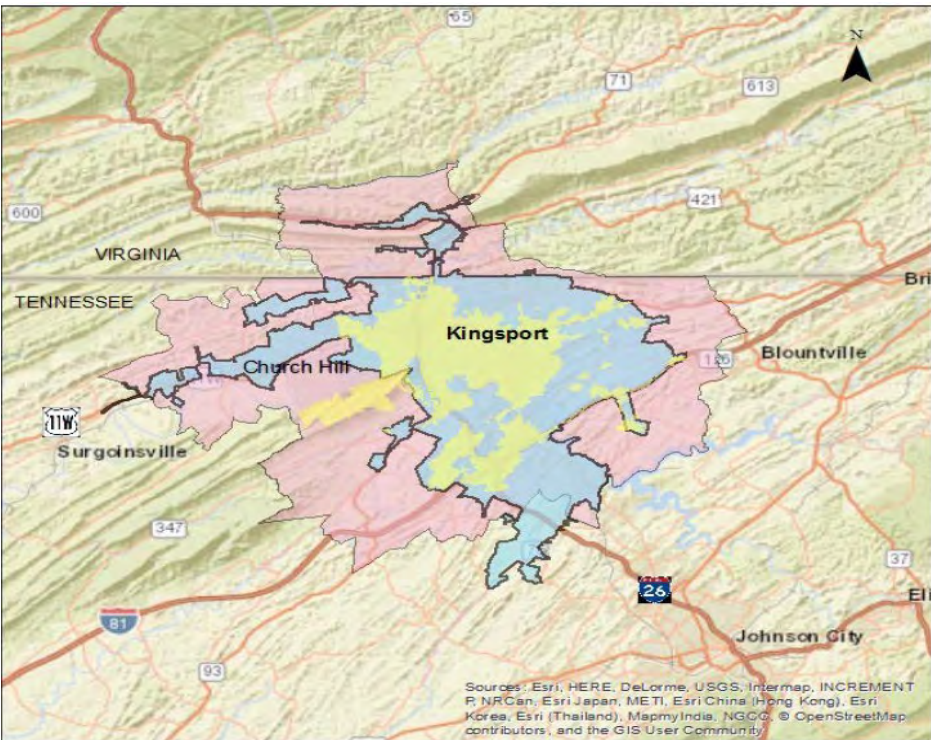 65
N
71
613
421
600
VIRGINIA
TENNESSEE
Bri
Kingsport
Blountville
Church Hill
11W
Surgoinsville
347
37
26
Eli
81
Johnson City
93
Sources: Esri, HERE, DeLorme, USGS, Intermap, INCREMENT
P, NRCan, Esri Japan, METI, Esri China (Hong Kong), Esri
Korea, Esri (Thailand), MapmyIndia, NGCC, © OpenStreetMap
contributors, and the GIS User Community